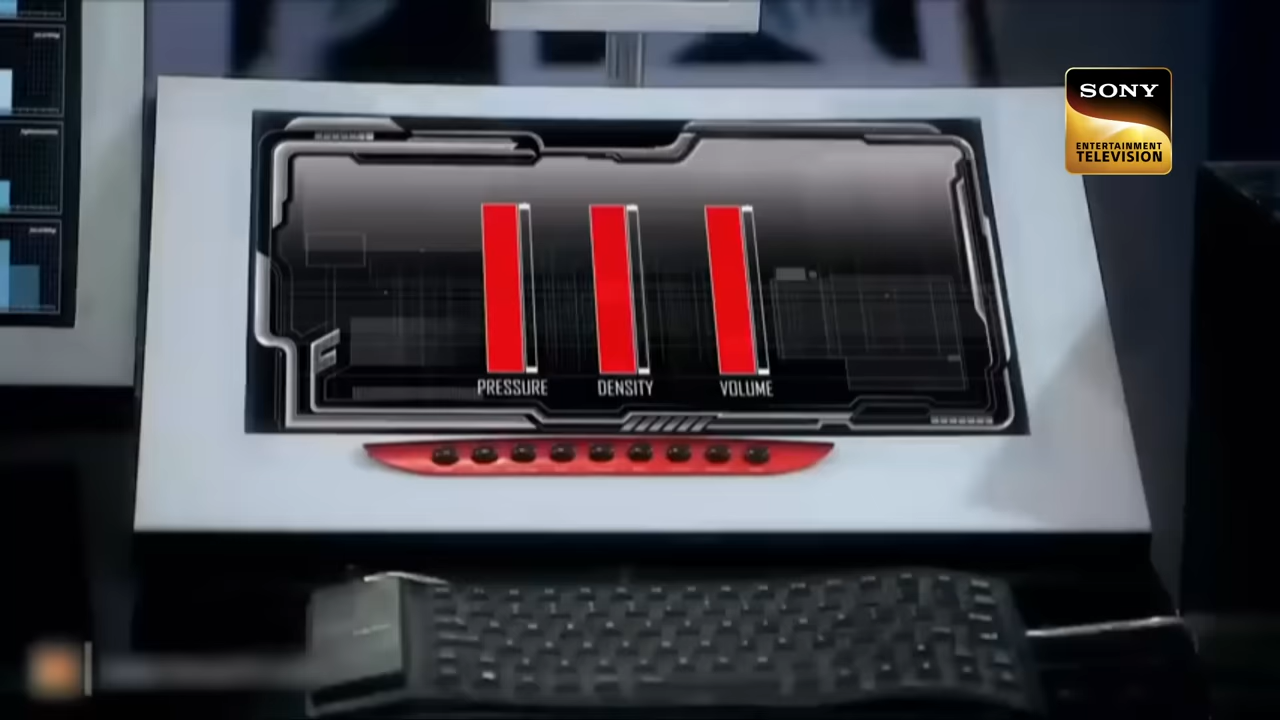 SONY
ENTERTAINMENT
TELEVISION
PRESSURE
DENSITY
VOLUME